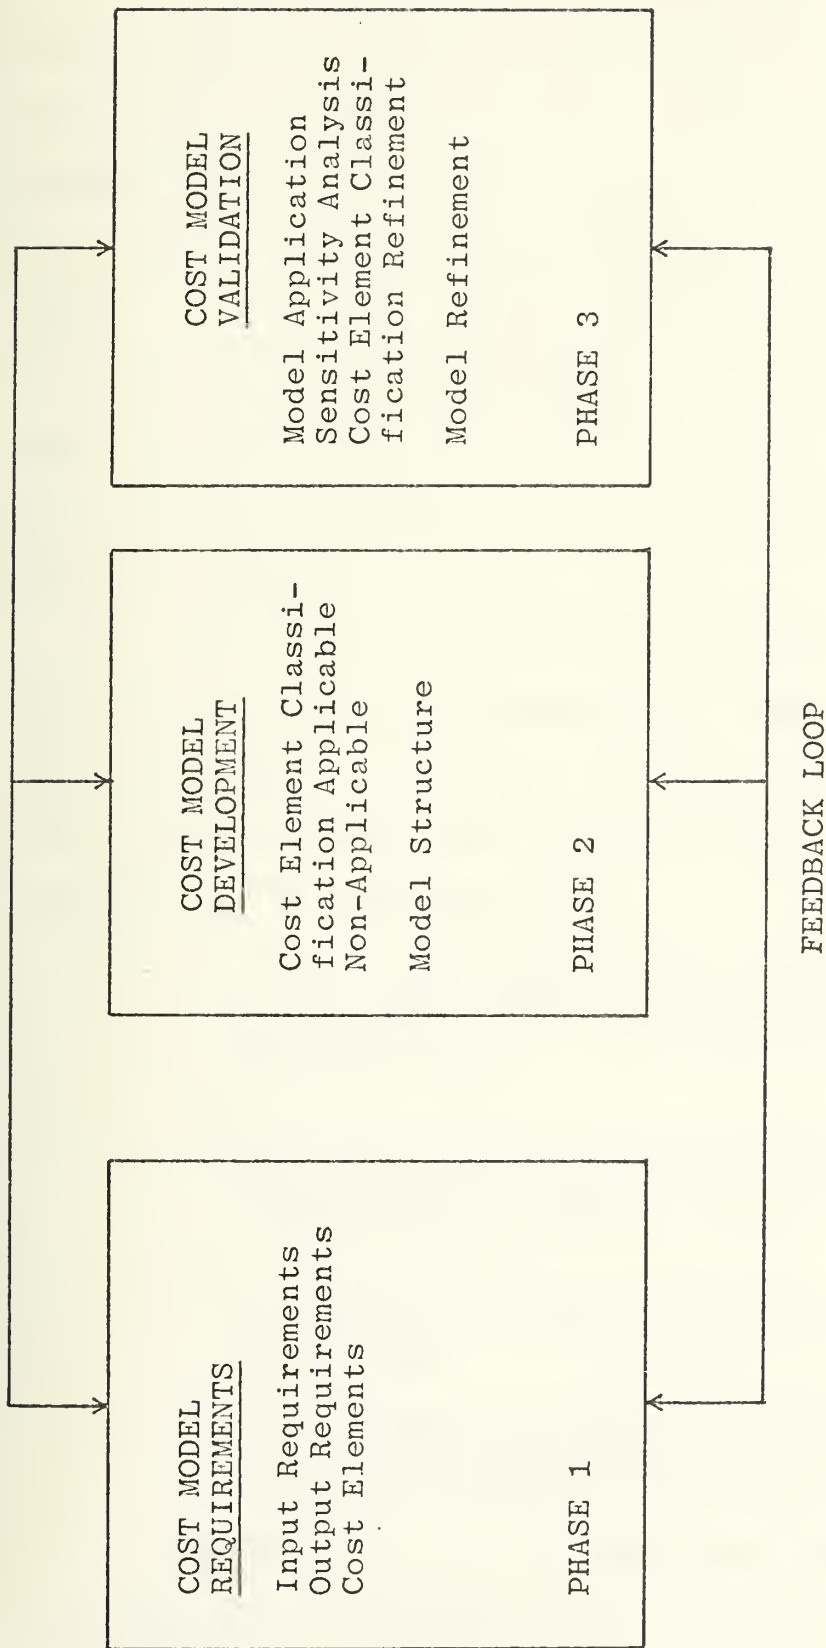 COST MODEL
REQUIREMENTS
Input Requirements
Output Requirements
Cost Elements
PHASE 1
COST MODEL
DEVELOPMENT
Cost Element Classi-
fication Applicable
Non-Applicable
Model Structure
PHASE 2
COST MODEL
VALIDATION
Model Application
Sensitivity Analysis
Cost Element Classi-
fication Refinement
Model Refinement
PHASE 3
FEEDBACK LOOP